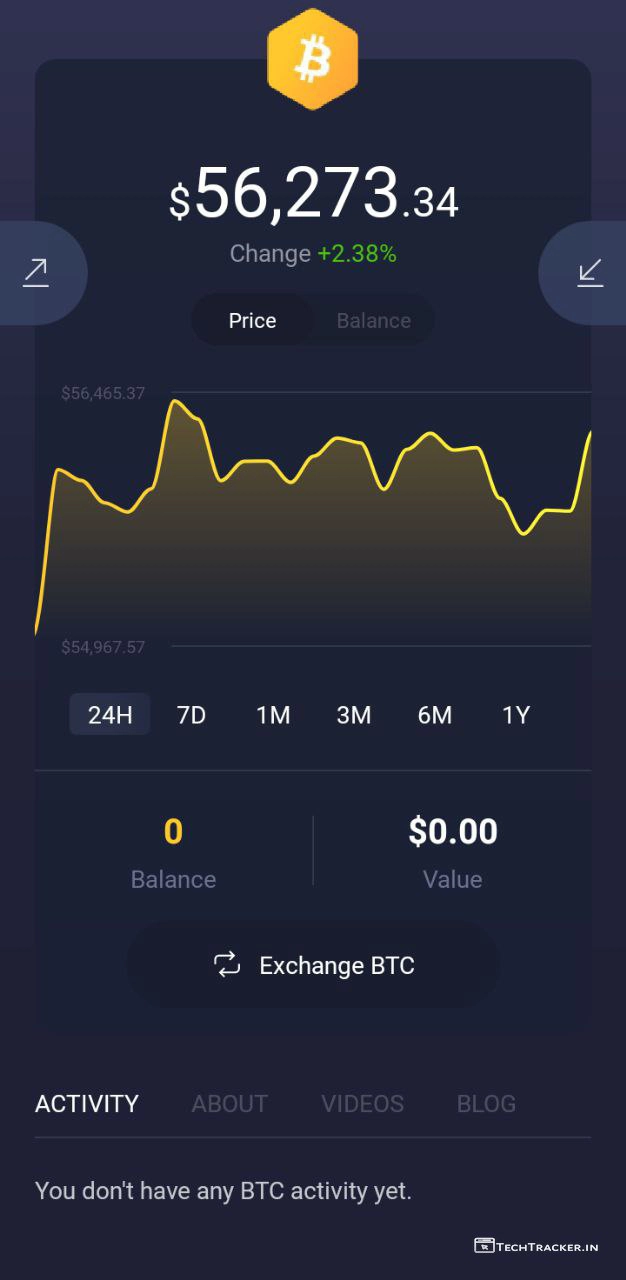 $56,273.34
Change +2.38%
Price Balance
$56,465.37
$54,967.57
24H 7D 1M 3M 6M 1Y
0 $0.00
Balance Value
Exchange BTC
ACTIVITY ABOUT VIDEOS BLOG
You don't have any BTC activity yet.
TECHTRACKER.IN